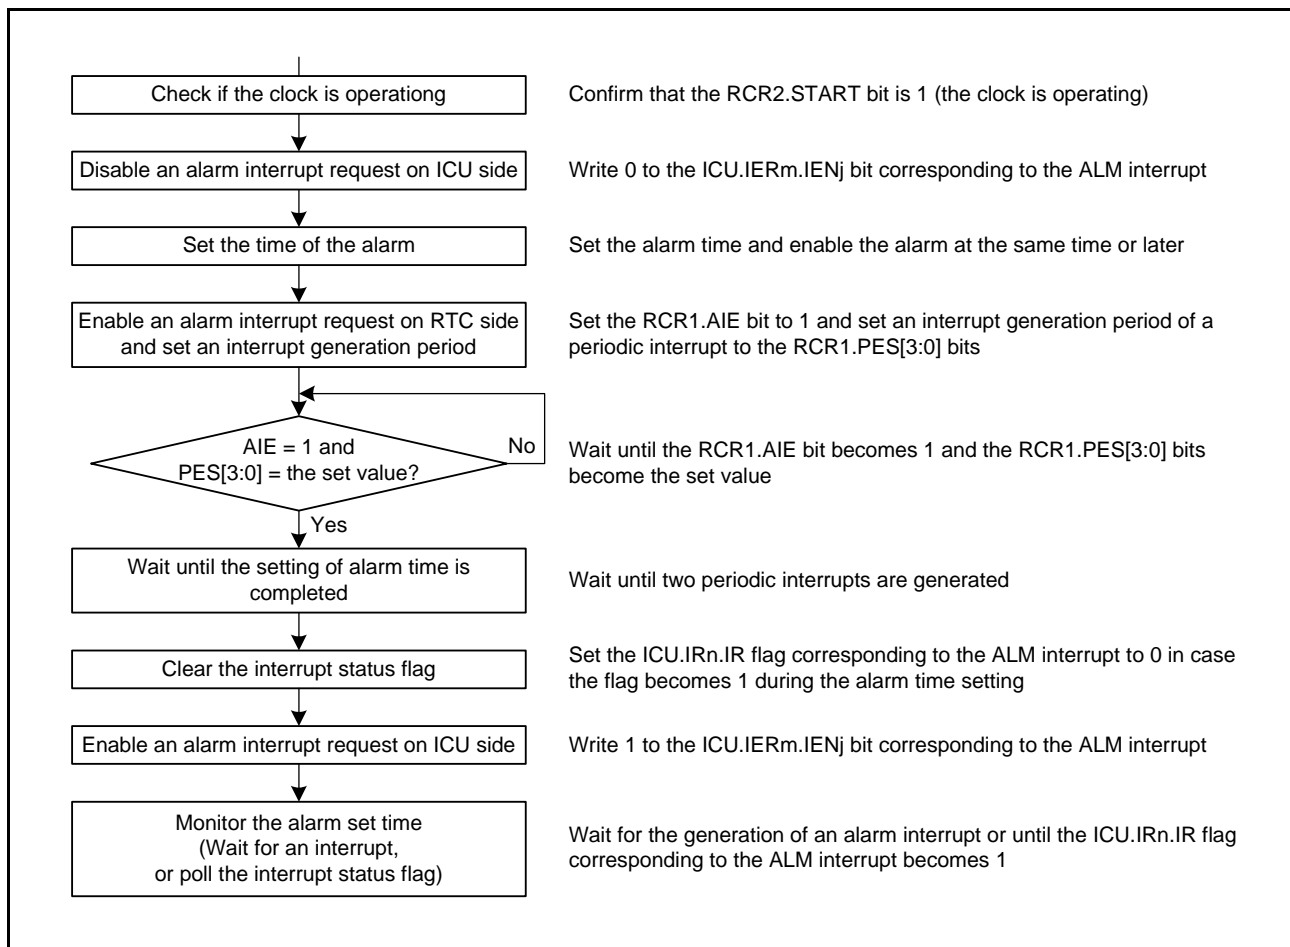 Check if the clock is operationg
Confirm that the RCR2.START bit is 1 (the clock is operating)
Disable an alarm interrupt request on ICU side
Write 0 to the ICU.IERm.IENj bit corresponding to the ALM interrupt
Set the time of the alarm
Set the alarm time and enable the alarm at the same time or later
Enable an alarm interrupt request on RTC side
and set an interrupt generation period
Set the RCR1.AIE bit to 1 and set an interrupt generation period of a
periodic interrupt to the RCR1.PES[3:0] bits
AIE = 1 and
PES[3:0] = the set value?
No
Wait until the RCR1.AIE bit becomes 1 and the RCR1.PES[3:0] bits
become the set value
Yes
Wait until the setting of alarm time is
completed
Wait until two periodic interrupts are generated
Clear the interrupt status flag
Set the ICU.IRn.IR flag corresponding to the ALM interrupt to 0 in case
the flag becomes 1 during the alarm time setting
Enable an alarm interrupt request on ICU side
Write 1 to the ICU.IERm.IENj bit corresponding to the ALM interrupt
Monitor the alarm set time
(Wait for an interrupt,
or poll the interrupt status flag)
Wait for the generation of an alarm interrupt or until the ICU.IRn.IR flag
corresponding to the ALM interrupt becomes 1